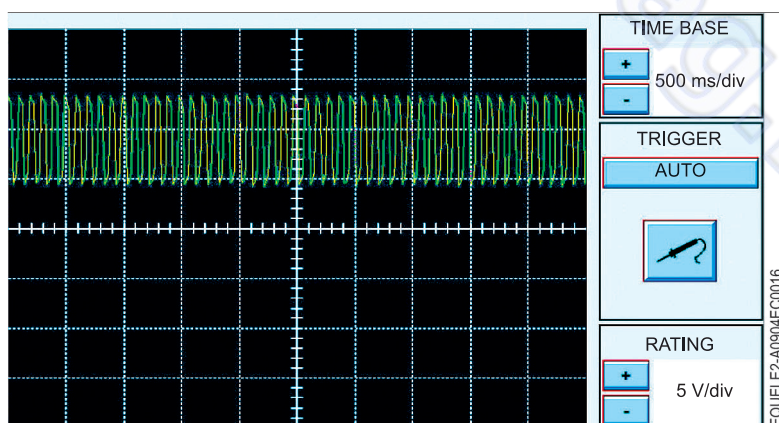 TIME BASE
+
500 ms/div
-
TRIGGER
AUTO
RATING
+
5 V/div
-